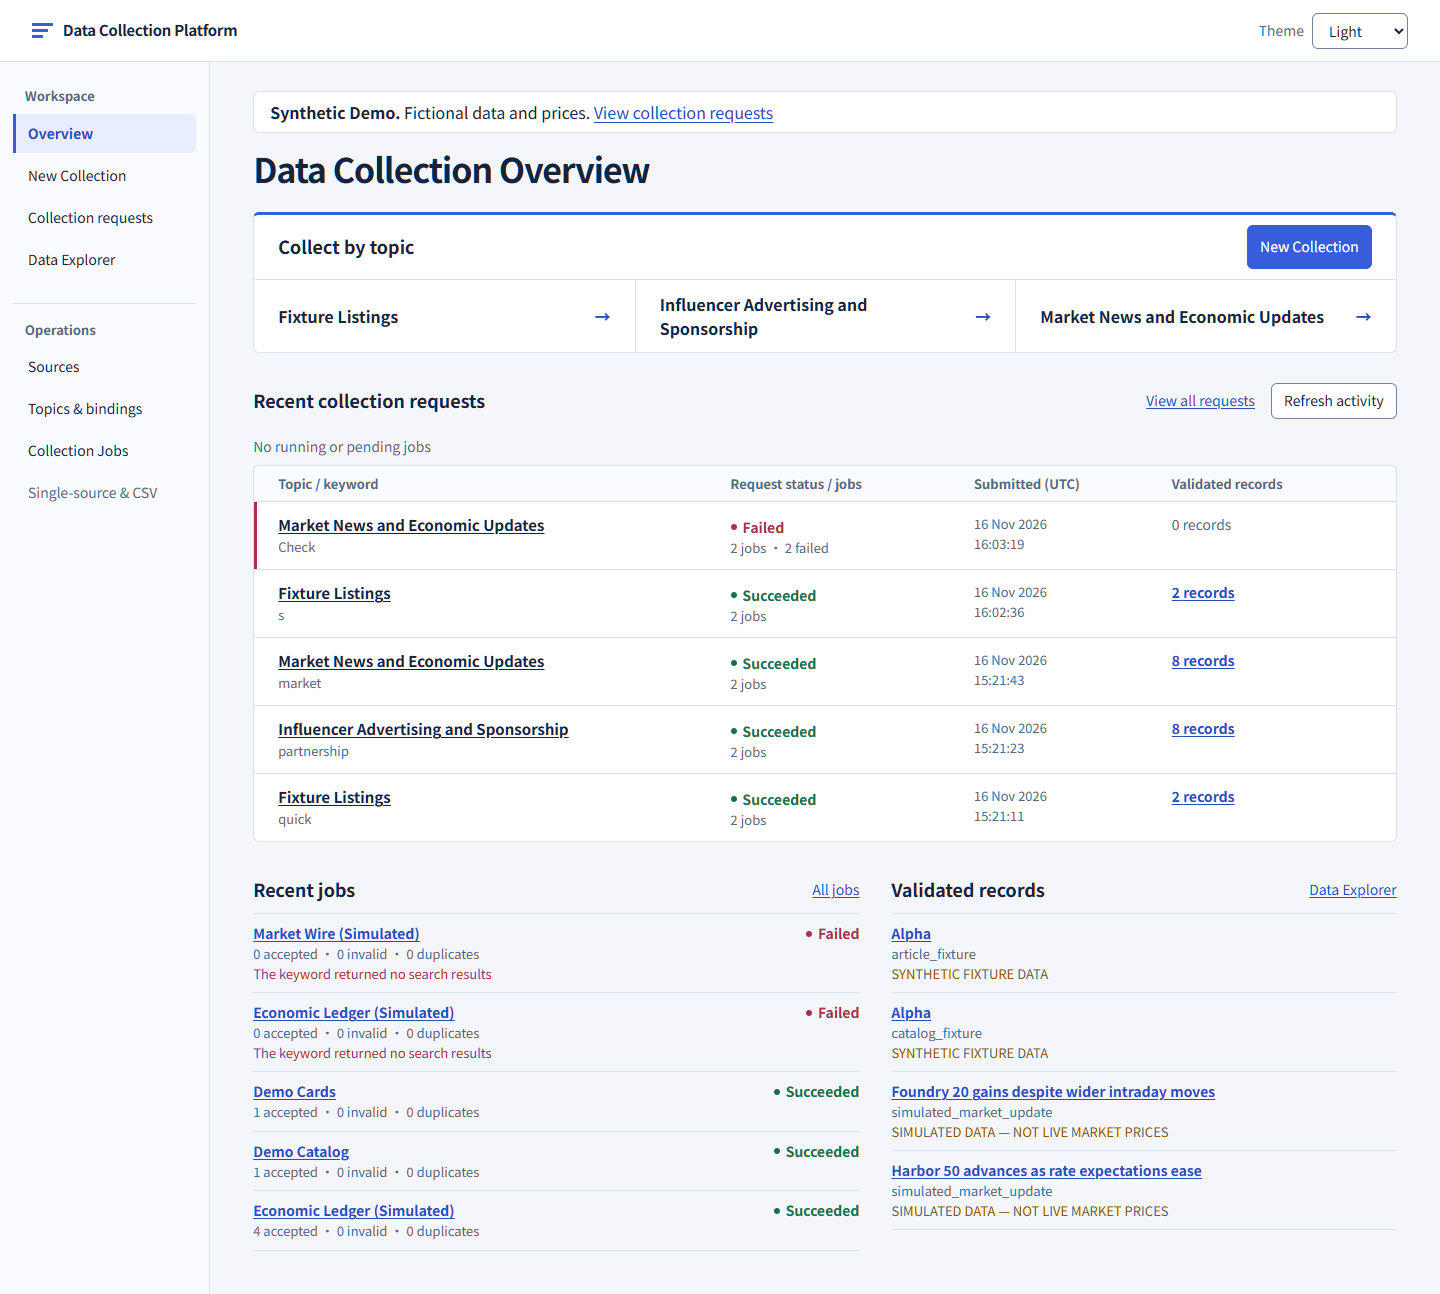 Data Collection Platform
Theme
Light
Workspace
Overview
New Collection
Collection requests
Data Explorer
Operations
Sources
Topics & bindings
Collection Jobs
Single-source & CSV
Synthetic Demo. Fictional data and prices. View collection requests
Data Collection Overview
Collect by topic
New Collection
Fixture Listings →
Influencer Advertising and
Sponsorship →
Market News and Economic Updates →
Recent collection requests
View all requests
Refresh activity
No running or pending jobs
Topic / keyword Request status / jobs Submitted (UTC) Validated records
Market News and Economic Updates • Failed 16 Nov 2026 0 records
Check 2 jobs • 2 failed 16:03:19
Fixture Listings • Succeeded 16 Nov 2026 2 records
s 2 jobs 16:02:36
Market News and Economic Updates • Succeeded 16 Nov 2026 8 records
market 2 jobs 15:21:43
Influencer Advertising and Sponsorship • Succeeded 16 Nov 2026 8 records
partnership 2 jobs 15:21:23
Fixture Listings • Succeeded 16 Nov 2026 2 records
quick 2 jobs 15:21:11
Recent jobs All jobs
Market Wire (Simulated) • Failed
0 accepted • 0 invalid • 0 duplicates
The keyword returned no search results
Economic Ledger (Simulated) • Failed
0 accepted • 0 invalid • 0 duplicates
The keyword returned no search results
Demo Cards • Succeeded
1 accepted • 0 invalid • 0 duplicates
Demo Catalog • Succeeded
1 accepted • 0 invalid • 0 duplicates
Economic Ledger (Simulated) • Succeeded
4 accepted • 0 invalid • 0 duplicates
Validated records Data Explorer
Alpha
article_fixture
SYNTHETIC FIXTURE DATA
Alpha
catalog_fixture
SYNTHETIC FIXTURE DATA
Foundry 20 gains despite wider intraday moves
simulated_market_update
SIMULATED DATA — NOT LIVE MARKET PRICES
Harbor 50 advances as rate expectations ease
simulated_market_update
SIMULATED DATA — NOT LIVE MARKET PRICES